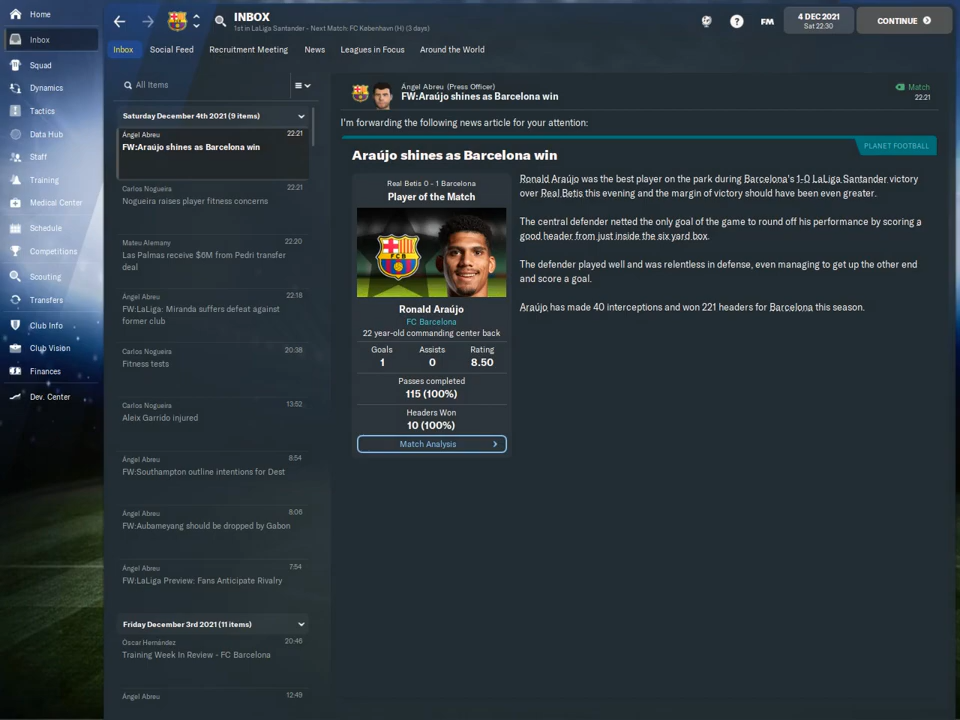 Home
Inbox
Squad
Dynamics
Tactics
Data Hub
Staff
Training
Medical Center
Schedule
Competitions
Scouting
Transfers
Club Info
Club Vision
Finances
Dev. Center
INBOX
1st in LaLiga Santander - Next Match: FC København (H) (3 days)
?
FM
4 DEC 2021
Sat 22:30
CONTINUE
Inbox
Social Feed
Recruitment Meeting
News
Leagues in Focus
Around the World
All Items
Saturday December 4th 2021 (9 items)
Ángel Abreu 22:21
FW:Araújo shines as Barcelona win
Carlos Nogueira 22:21
Nogueira raises player fitness concerns
Mateu Alemany 22:20
Las Palmas receive $6M from Pedri transfer
deal
Ángel Abreu 22:18
FW:LaLiga: Miranda suffers defeat against
former club
Carlos Nogueira 20:38
Fitness tests
Carlos Nogueira 13:52
Aleix Garrido injured
Ángel Abreu 8:54
FW:Southampton outline intentions for Dest
Ángel Abreu 8:06
FW:Aubameyang should be dropped by Gabon
Ángel Abreu 7:54
FW:LaLiga Preview: Fans Anticipate Rivalry
Friday December 3rd 2021 (11 items)
Óscar Hernández 20:46
Training Week In Review - FC Barcelona
Ángel Abreu 12:49
Ángel Abreu (Press Officer)
FW:Araújo shines as Barcelona win
Match
22:21
I'm forwarding the following news article for your attention:
PLANET FOOTBALL
Araújo shines as Barcelona win
Real Betis 0 - 1 Barcelona
Player of the Match
FCB
Ronald Araújo
FC Barcelona
22 year-old commanding center back
Goals Assists Rating
1 0 8.50
Passes completed
115 (100%)
Headers Won
10 (100%)
Match Analysis
Ronald Araújo was the best player on the park during Barcelona's 1-0 LaLiga Santander victory
over Real Betis this evening and the margin of victory should have been even greater.
The central defender netted the only goal of the game to round off his performance by scoring a
good header from just inside the six yard box.
The defender played well and was relentless in defense, even managing to get up the other end
and score a goal.
Araújo has made 40 interceptions and won 221 headers for Barcelona this season.